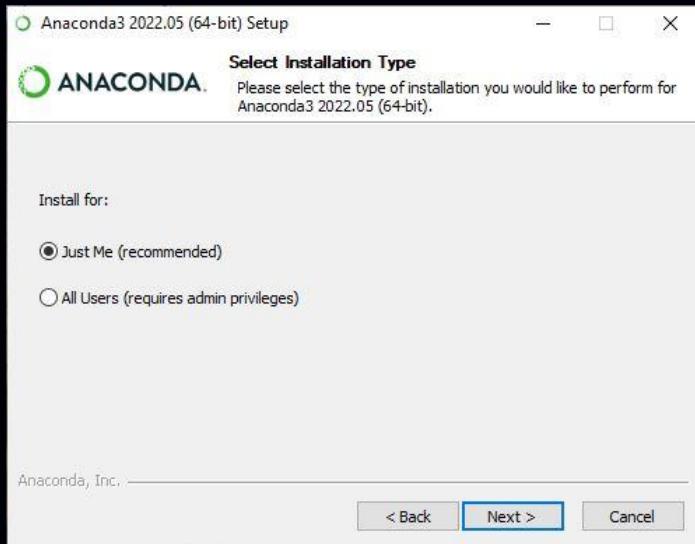 Anaconda3 2022.05 (64-bit) Setup
ANACONDA.
Select Installation Type
Please select the type of installation you would like to perform for
Anaconda3 2022.05 (64-bit).
Install for:
Just Me (recommended)
All Users (requires admin privileges)
Anaconda, Inc.
< Back Next > Cancel